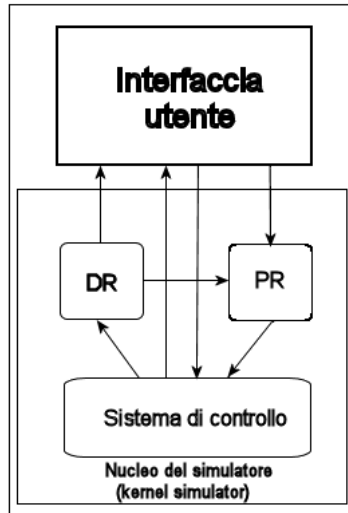 Interfaccia
utente
DR
PR
Sistema di controllo
Nucleo del simulatore
(kernel simulator)